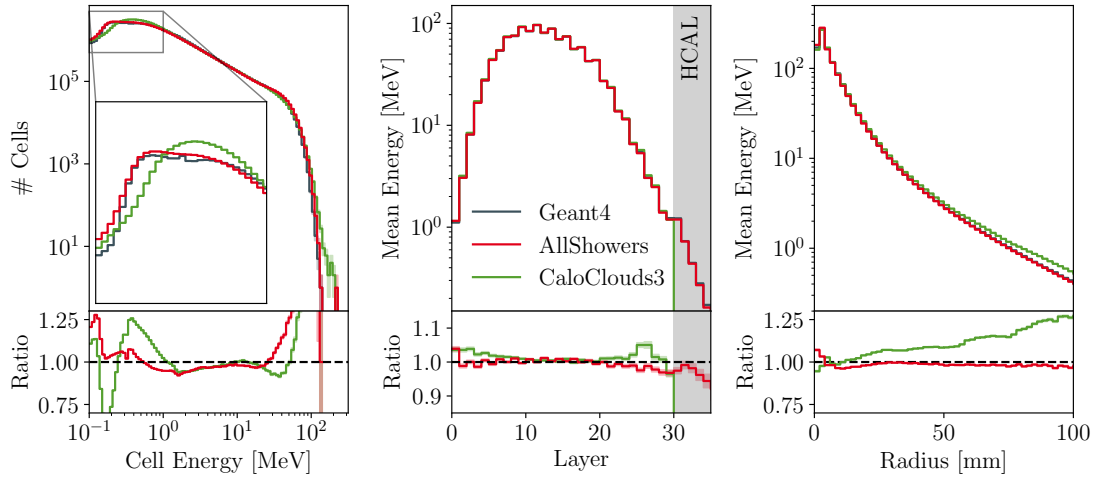 # Cells
10^5
10^3
10^1
Ratio
1.25
1.00
0.75
10^−1 10^0 10^1 10^2
Cell Energy [MeV]
Mean Energy [MeV]
10^2
10^1
10^0
HCAL
Geant4
AllShowers
CaloClouds3
Ratio
1.1
1.0
0.9
0 10 20 30
Layer
Mean Energy [MeV]
10^2
10^1
10^0
Ratio
1.25
1.00
0.75
0 50 100
Radius [mm]